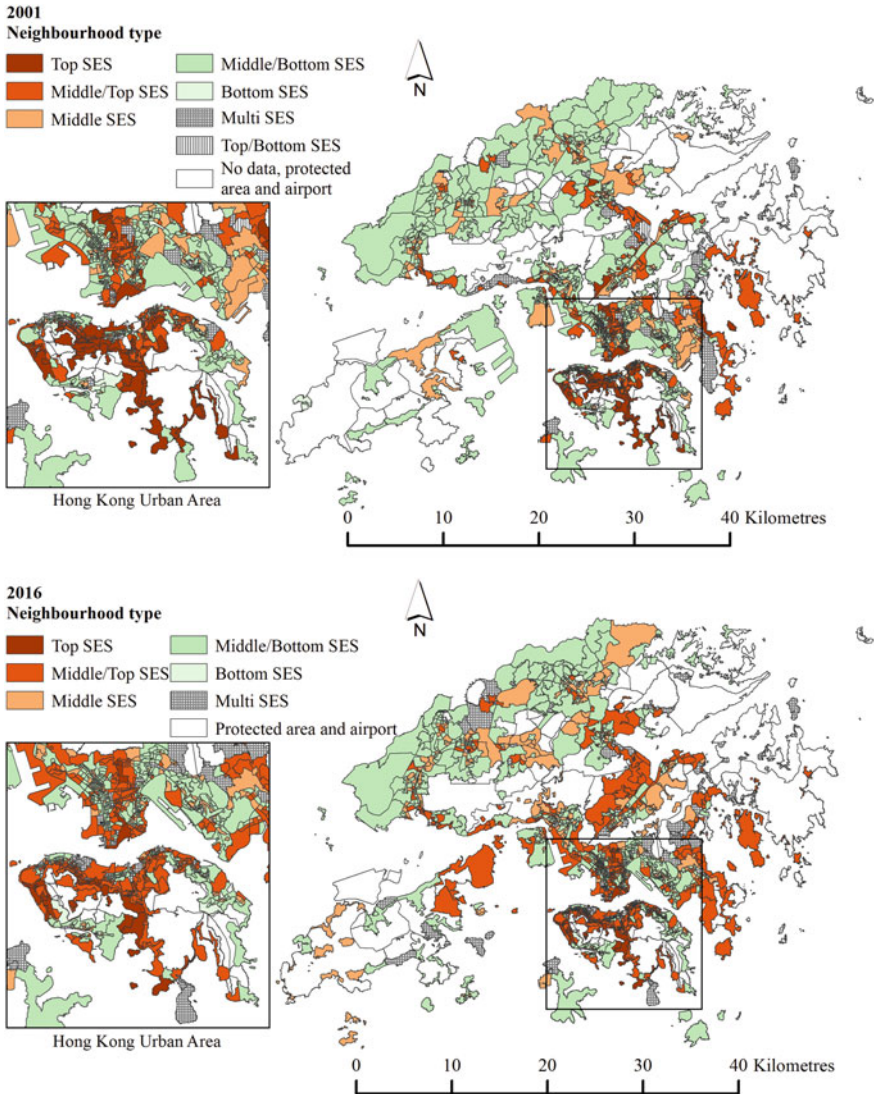 2001
Neighbourhood type
Top SES
Middle/Top SES
Middle SES
Middle/Bottom SES
Bottom SES
Multi SES
Top/Bottom SES
No data, protected
area and airport
N
Hong Kong Urban Area
0 10 20 30 40 Kilometres
2016
Neighbourhood type
Top SES
Middle/Top SES
Middle SES
Middle/Bottom SES
Bottom SES
Multi SES
Protected area and airport
N
Hong Kong Urban Area
0 10 20 30 40 Kilometres